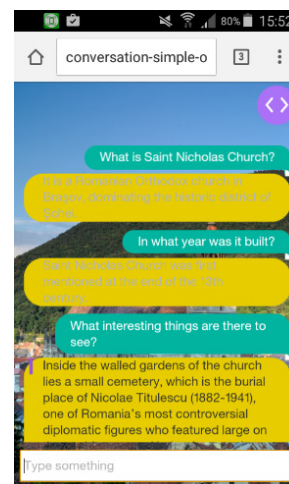 80% 15:52
conversation-simple-o 3
What is Saint Nicholas Church?
It is a Romanian Orthodox church in
Brașov, dominating the historic district of
Schei.
In what year was it built?
Saint Nicholas Church was first
mentioned at the end of the 13th
century.
What interesting things are there to
see?
Inside the walled gardens of the church
lies a small cemetery, which is the burial
place of Nicolae Titulescu (1882-1941),
one of Romania's most controversial
diplomatic figures who featured large on
Type something